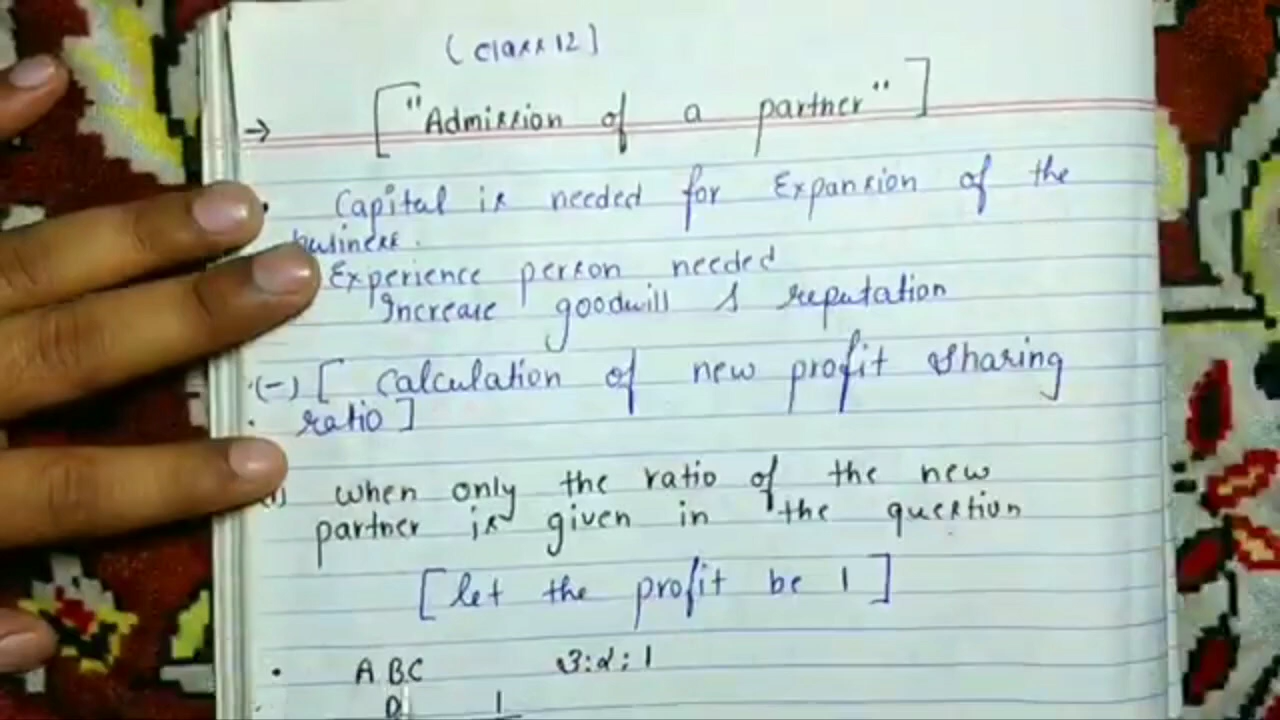 (class 12)
→ ["Admission of a partner"]
• Capital is needed for Expansion of the
business.
Experience person needed
Increase goodwill & reputation
(-) [ Calculation of new profit sharing
ratio ]
when only the ratio of the new
partner is given in the question
[let the profit be 1]
• A B C 3:2:1
D 1